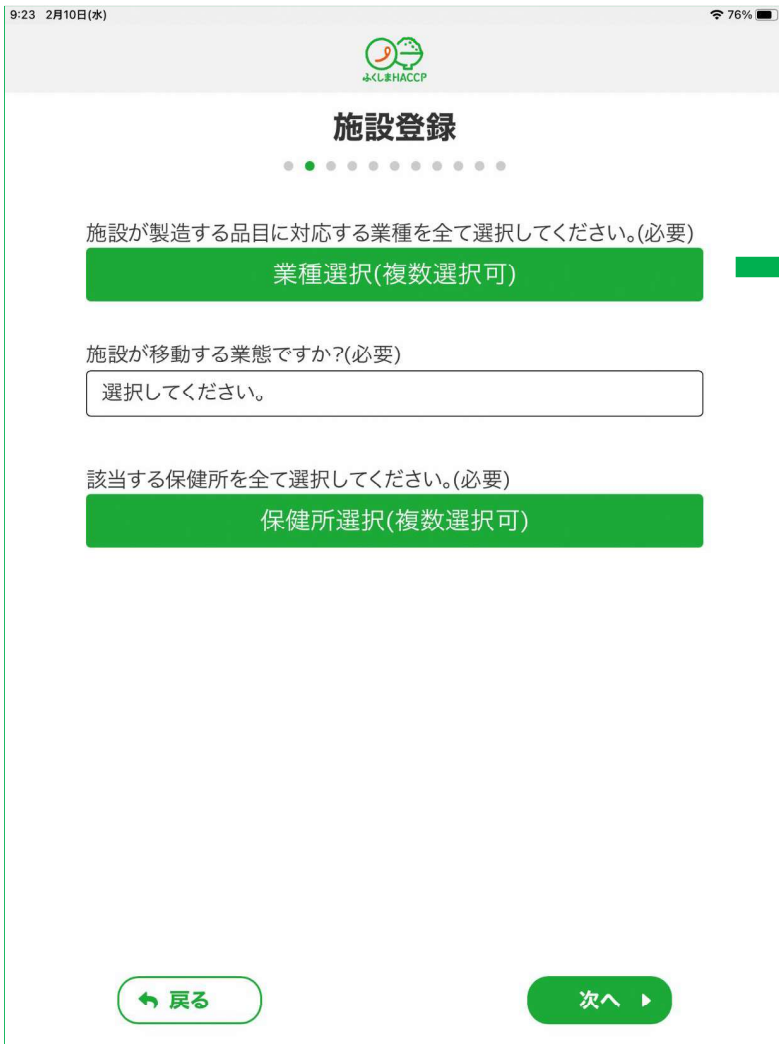 9:23 2月10日(水) 76%
ふくしまHACCP
施設登録
施設が製造する品目に対応する業種を全て選択してください。(必要)
業種選択(複数選択可)
施設が移動する業態ですか?(必要)
選択してください。
該当する保健所を全て選択してください。(必要)
保健所選択(複数選択可)
戻る 次へ